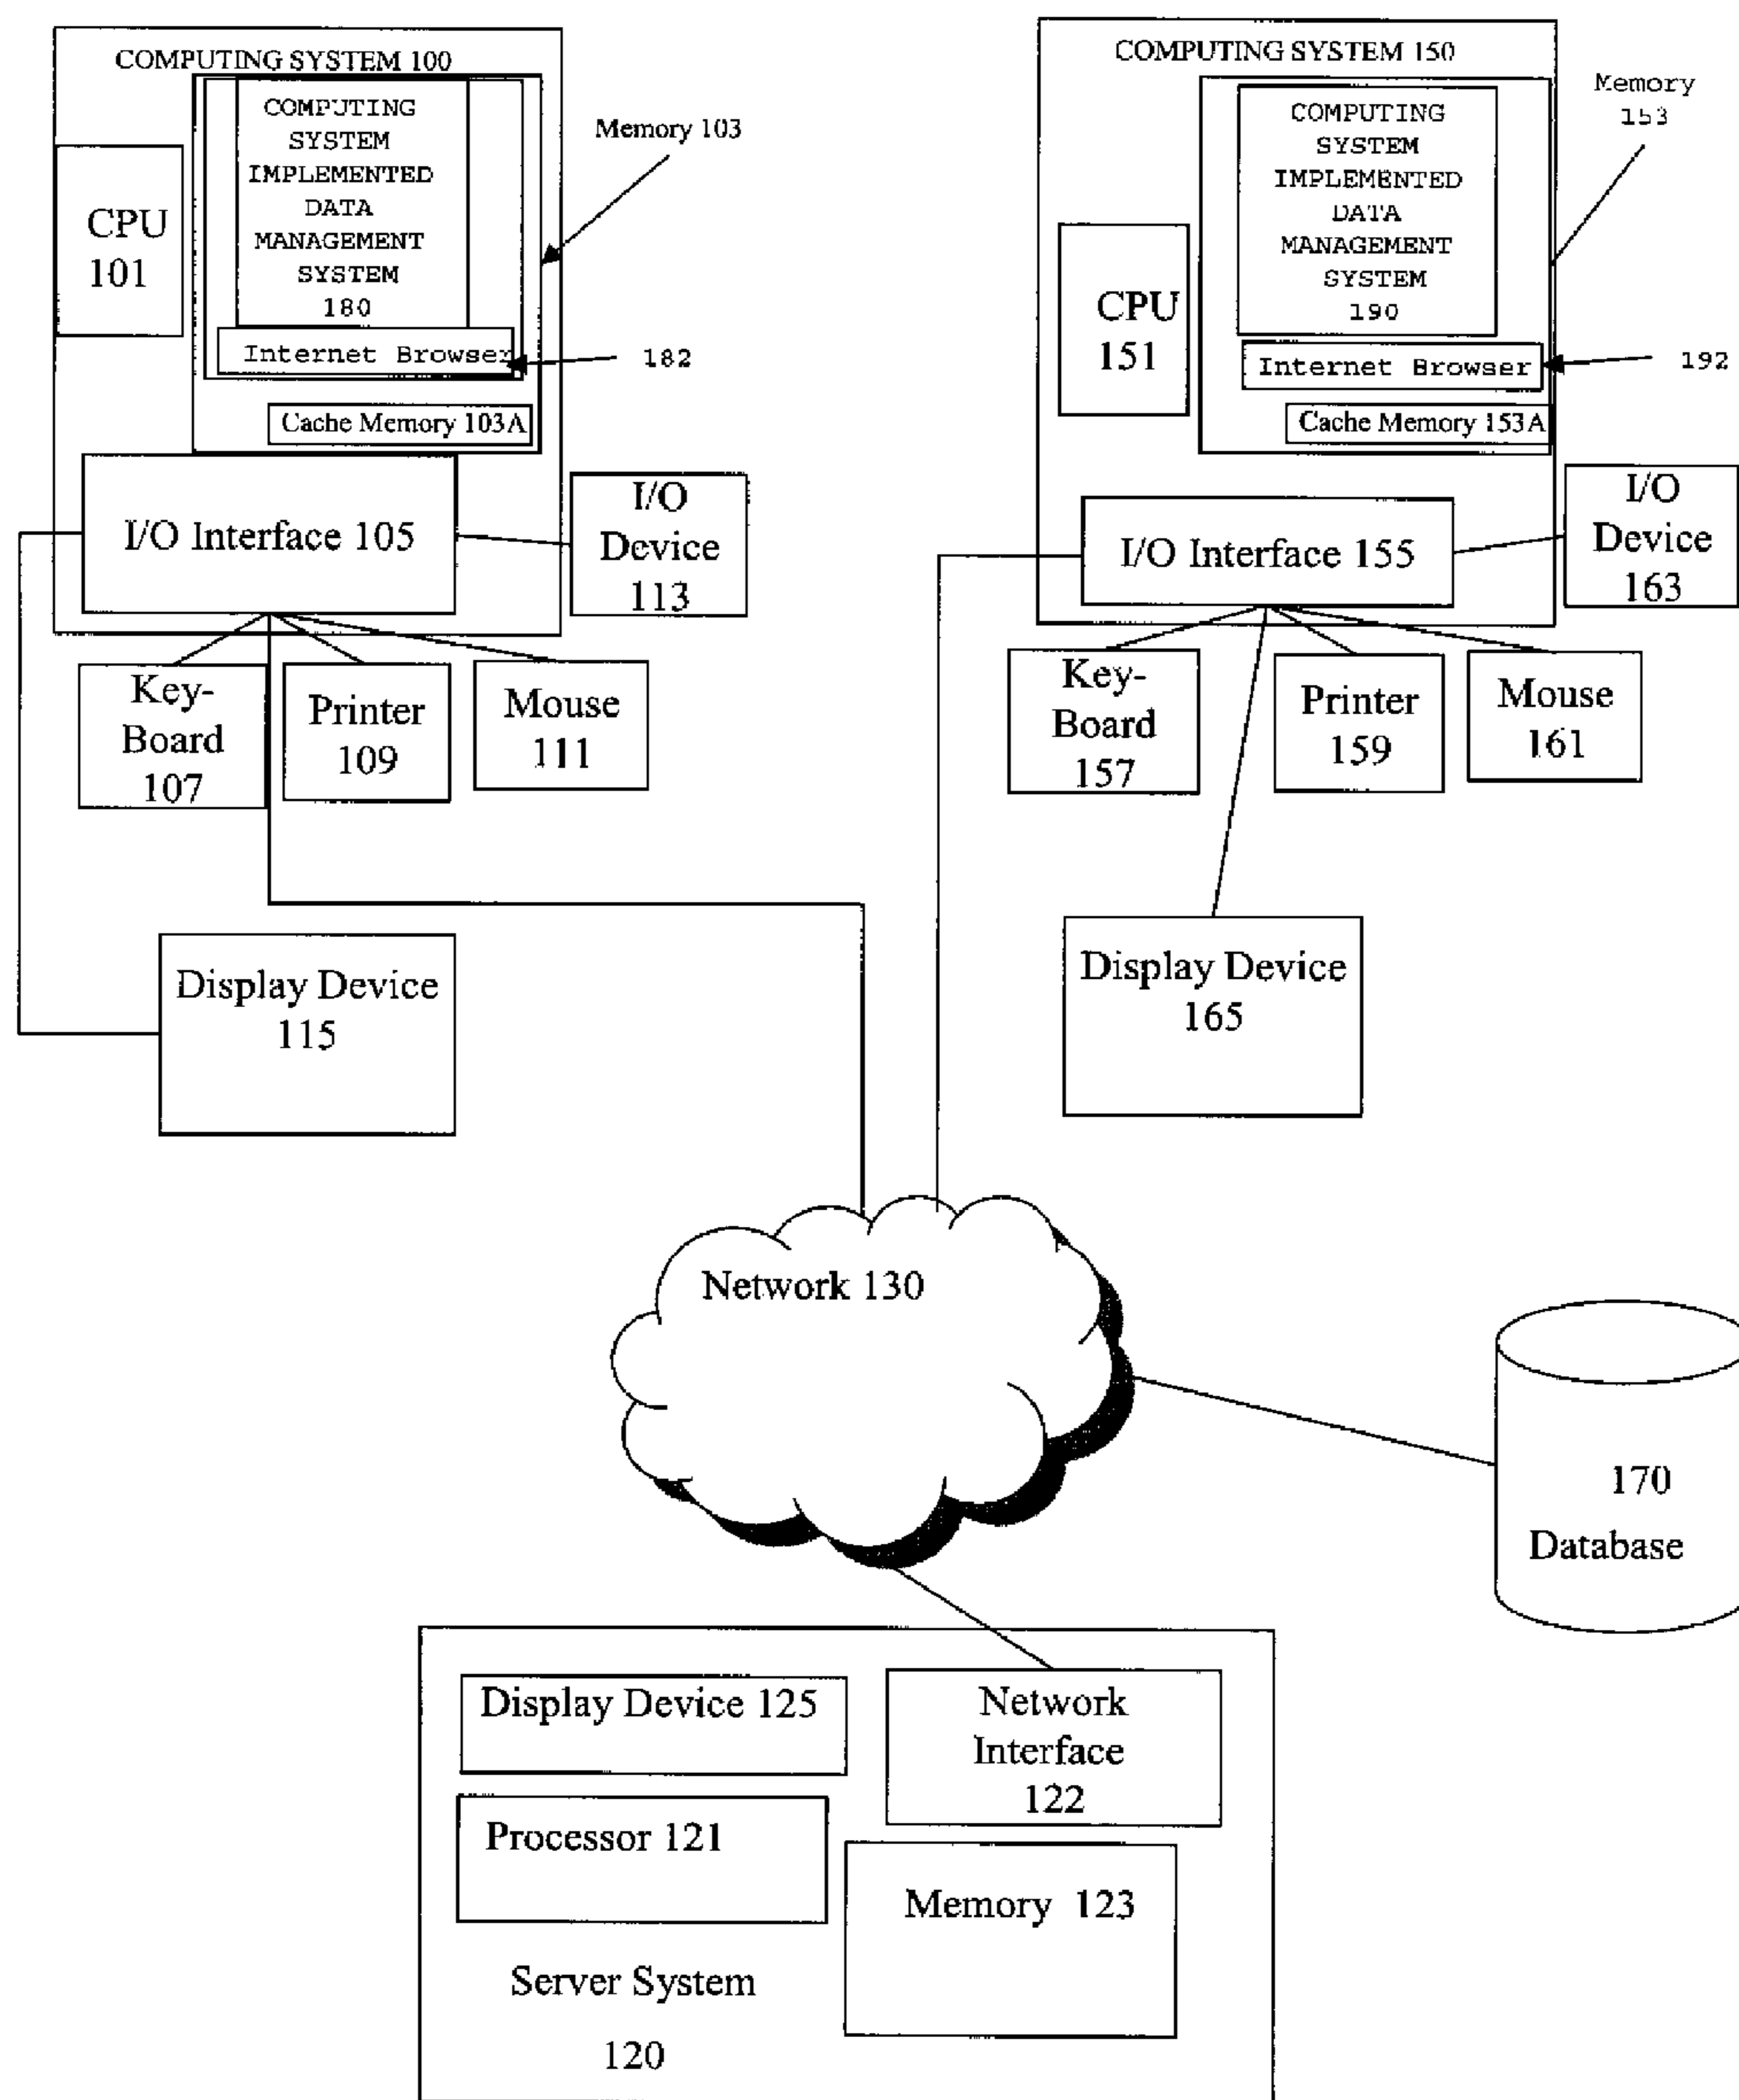 COMPUTING SYSTEM 100
COMPUTING
SYSTEM
IMPLEMENTED
DATA
MANAGEMENT
SYSTEM
180
Internet Browser
182
Memory 103
CPU
101
Cache Memory 103A
I/O Interface 105
I/O
Device
113
Key-
Board
107
Printer
109
Mouse
111
Display Device
115
COMPUTING SYSTEM 150
COMPUTING
SYSTEM
IMPLEMENTED
DATA
MANAGEMENT
SYSTEM
190
Internet Browser
192
Memory
153
CPU
151
Cache Memory 153A
I/O Interface 155
I/O
Device
163
Key-
Board
157
Printer
159
Mouse
161
Display Device
165
Network 130
170
Database
Display Device 125
Network
Interface
122
Processor 121
Memory 123
Server System
120